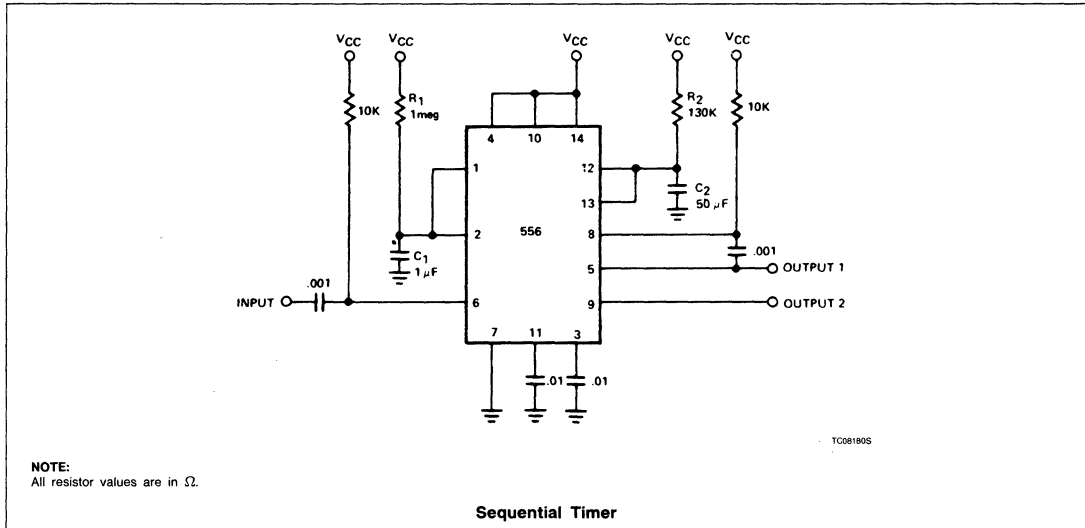 VCC VCC VCC VCC VCC
10K
R1
1meg
R2
130K
10K
4 10 14
1
12
13
C2
50 µF
2
556
8
C1
1 µF
.001
5
OUTPUT 1
.001
INPUT
6
9
OUTPUT 2
7 11 3
.01 .01
TC08180S
NOTE:
All resistor values are in Ω.
Sequential Timer